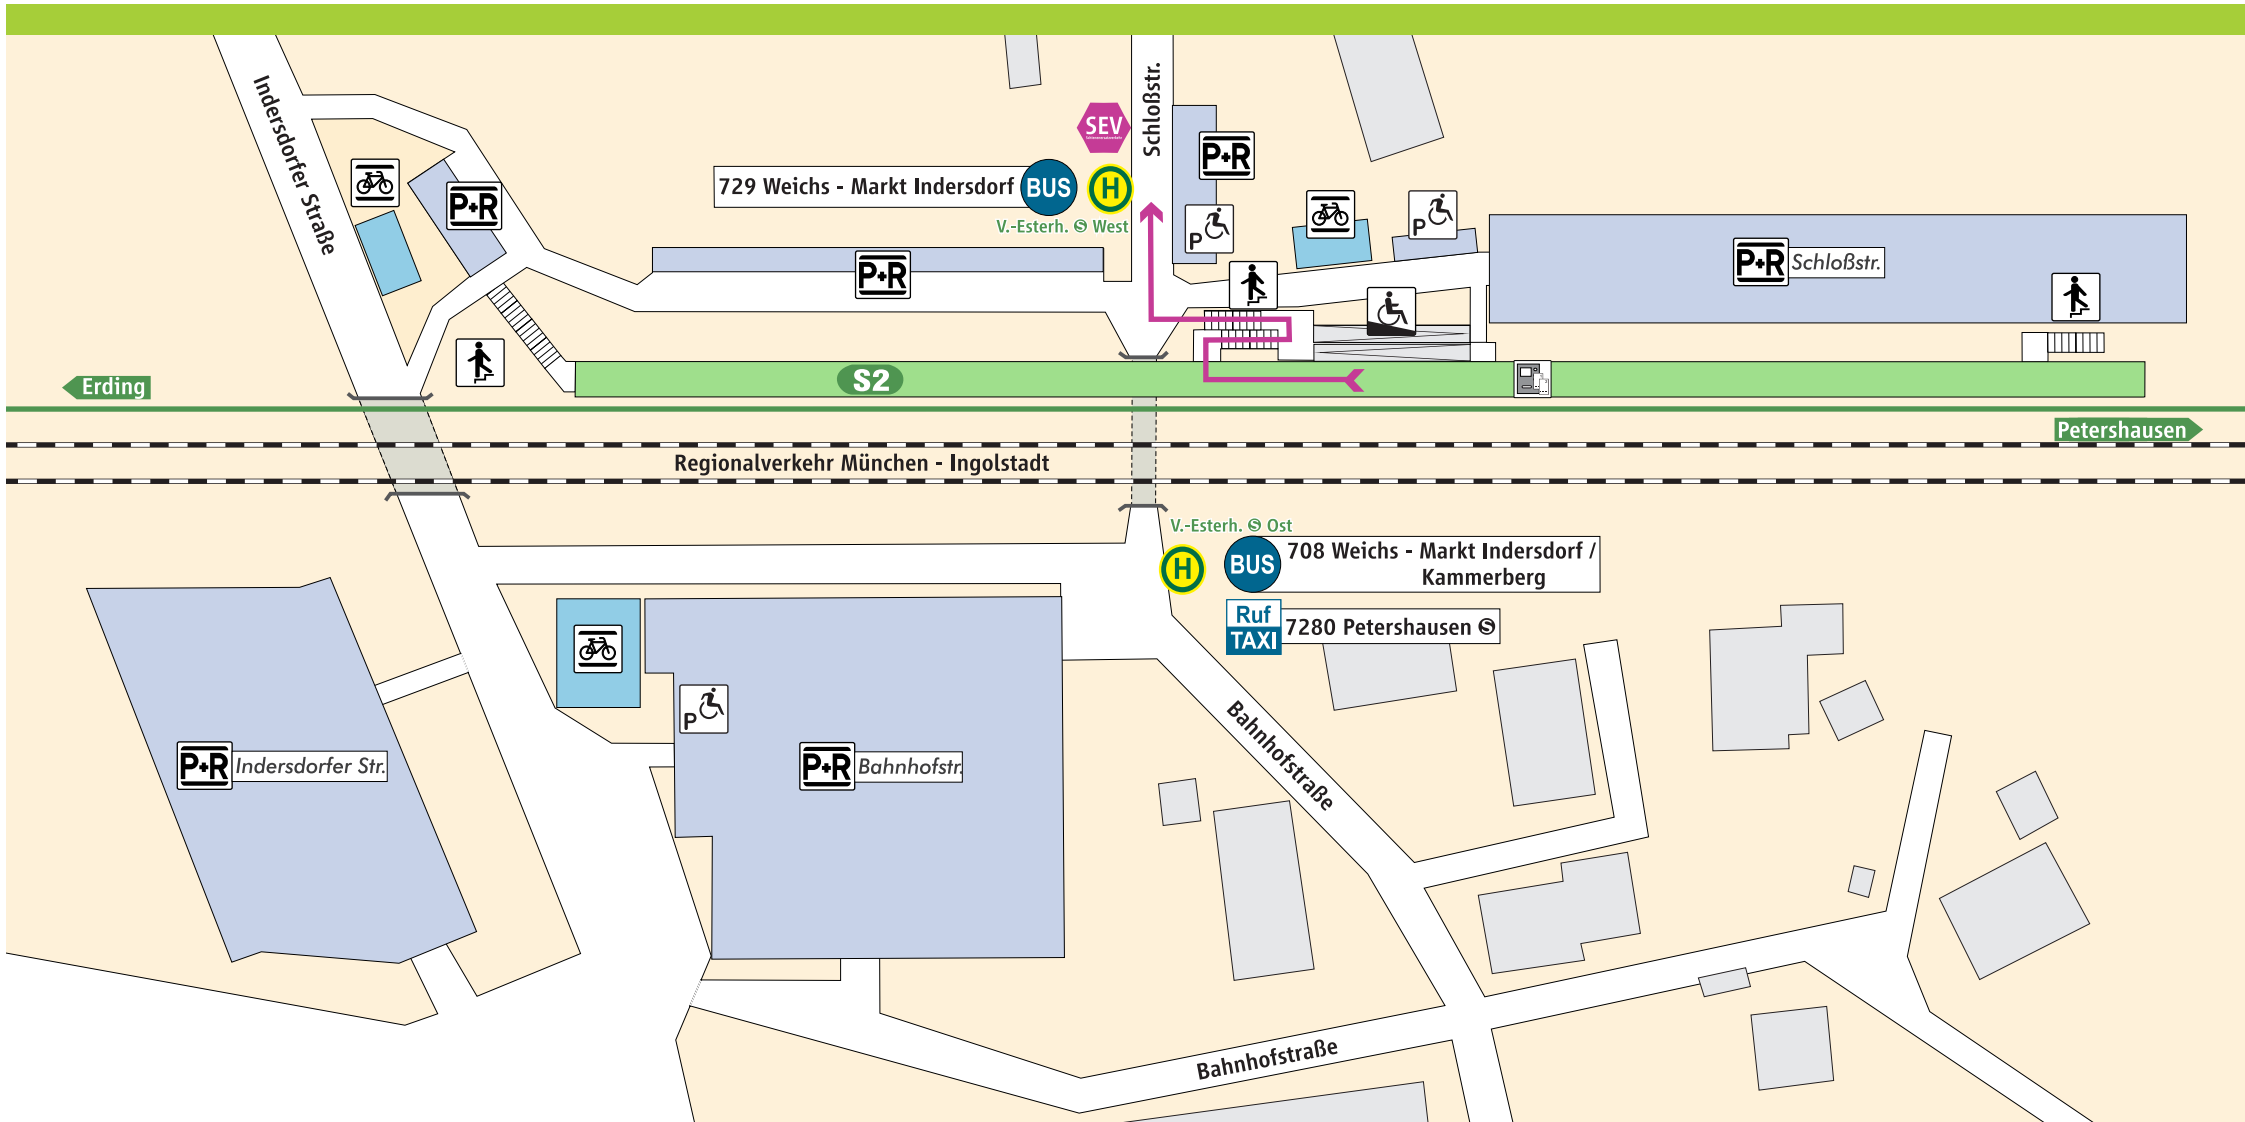 Indersdorfer Straße
Schloßstr.
SEV
P+R
P+R
729 Weichs - Markt Indersdorf
BUS
H
V.-Esterh. S West
P
P
P+R
P+R
Schloßstr.
Erding
S2
Petershausen
Regionalverkehr München - Ingolstadt
V.-Esterh. S Ost
H
BUS
708 Weichs - Markt Indersdorf /
Kammerberg
Ruf
TAXI
7280 Petershausen S
P
P+R
Indersdorfer Str.
P+R
Bahnhofstr.
Bahnhofstraße
Bahnhofstraße